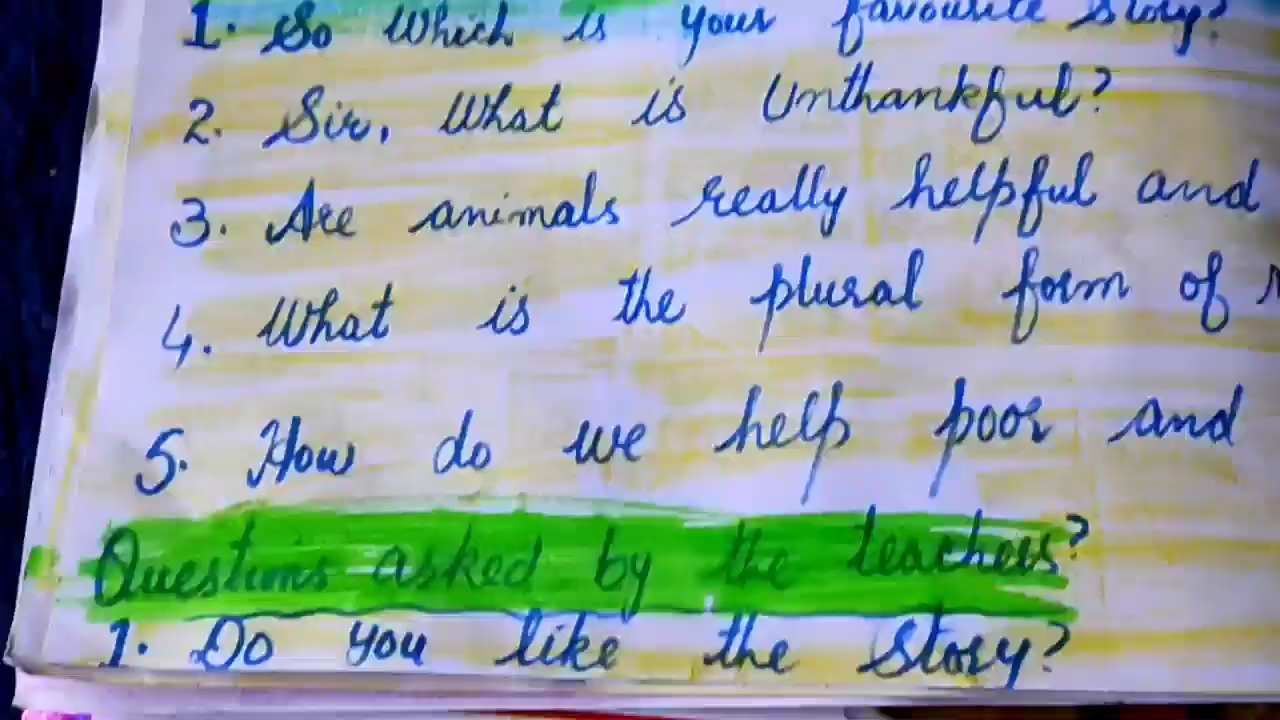 1. So Which is your favourite story?
2. Sir, What is Unthankful?
3. Are animals really helpful and
4. What is the plural form of
5. How do we help poor and
Questions asked by the teachers?
1. Do you like the story?